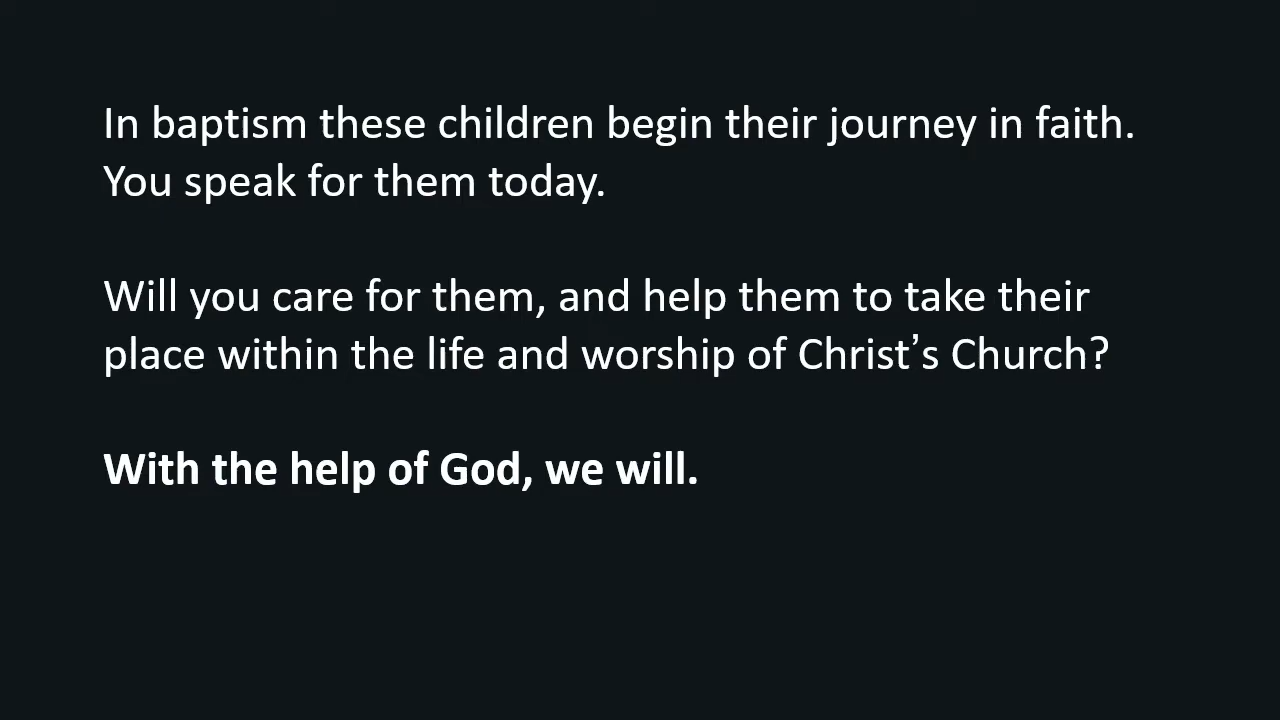 In baptism these children begin their journey in faith.
You speak for them today.
Will you care for them, and help them to take their
place within the life and worship of Christ’s Church?
With the help of God, we will.